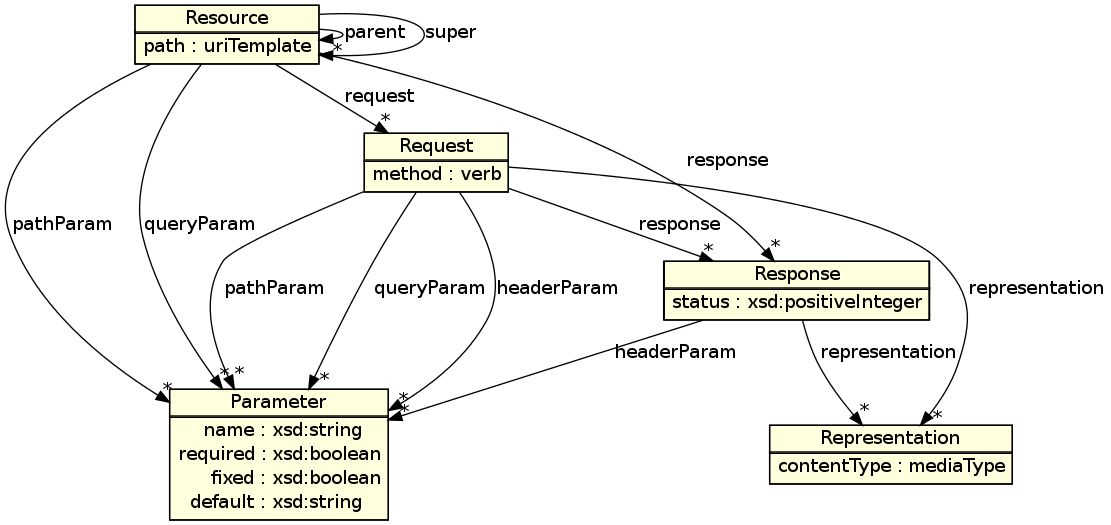 Resource
path : uriTemplate
parent
super
*
request
*
Request
method : verb
response
pathParam
queryParam
response
*
*
Response
status : xsd:positiveInteger
pathParam
queryParam
headerParam
representation
headerParam
representation
*
*
*
*
*
*
Parameter
name : xsd:string
required : xsd:boolean
fixed : xsd:boolean
default : xsd:string
*
*
Representation
contentType : mediaType